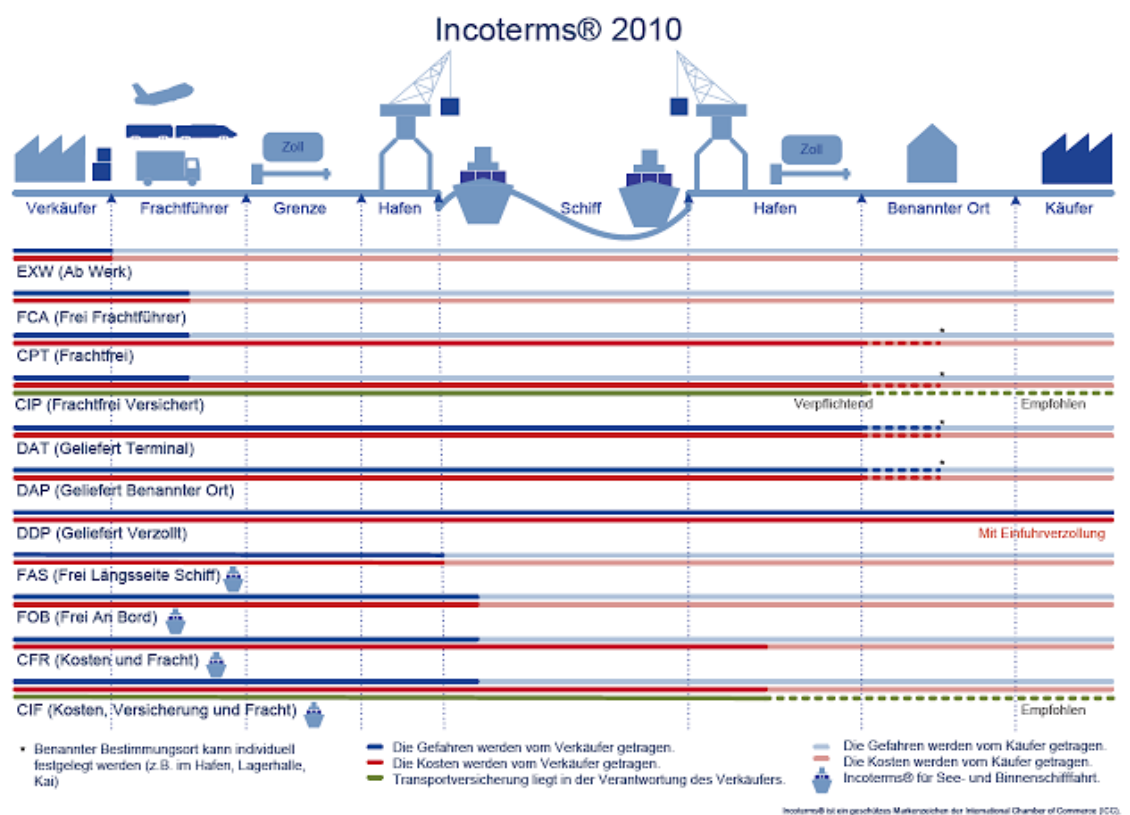 Incoterms® 2010
Zoll
Zoll
Verkäufer
Frachtführer
Grenze
Hafen
Schiff
Hafen
Benannter Ort
Käufer
EXW (Ab Werk)
FCA (Frei Frachtführer)
*
CPT (Frachtfrei)
*
CIP (Frachtfrei Versichert)
Verpflichtend
Empfohlen
*
DAT (Geliefert Terminal)
*
DAP (Geliefert Benannter Ort)
DDP (Geliefert Verzollt)
Mit Einfuhrverzollung
FAS (Frei Längsseite Schiff)
FOB (Frei An Bord)
CFR (Kosten und Fracht)
CIF (Kosten, Versicherung und Fracht)
Empfohlen
* Benannter Bestimmungsort kann individuell
festgelegt werden (z.B. im Hafen, Lagerhalle,
Kai)
Die Gefahren werden vom Verkäufer getragen.
Die Kosten werden vom Verkäufer getragen.
Transportversicherung liegt in der Verantwortung des Verkäufers.
Die Gefahren werden vom Käufer getragen.
Die Kosten werden vom Käufer getragen.
Incoterms® für See- und Binnenschifffahrt.
Incoterms® ist ein geschütztes Markenzeichen der International Chamber of Commerce (ICC).